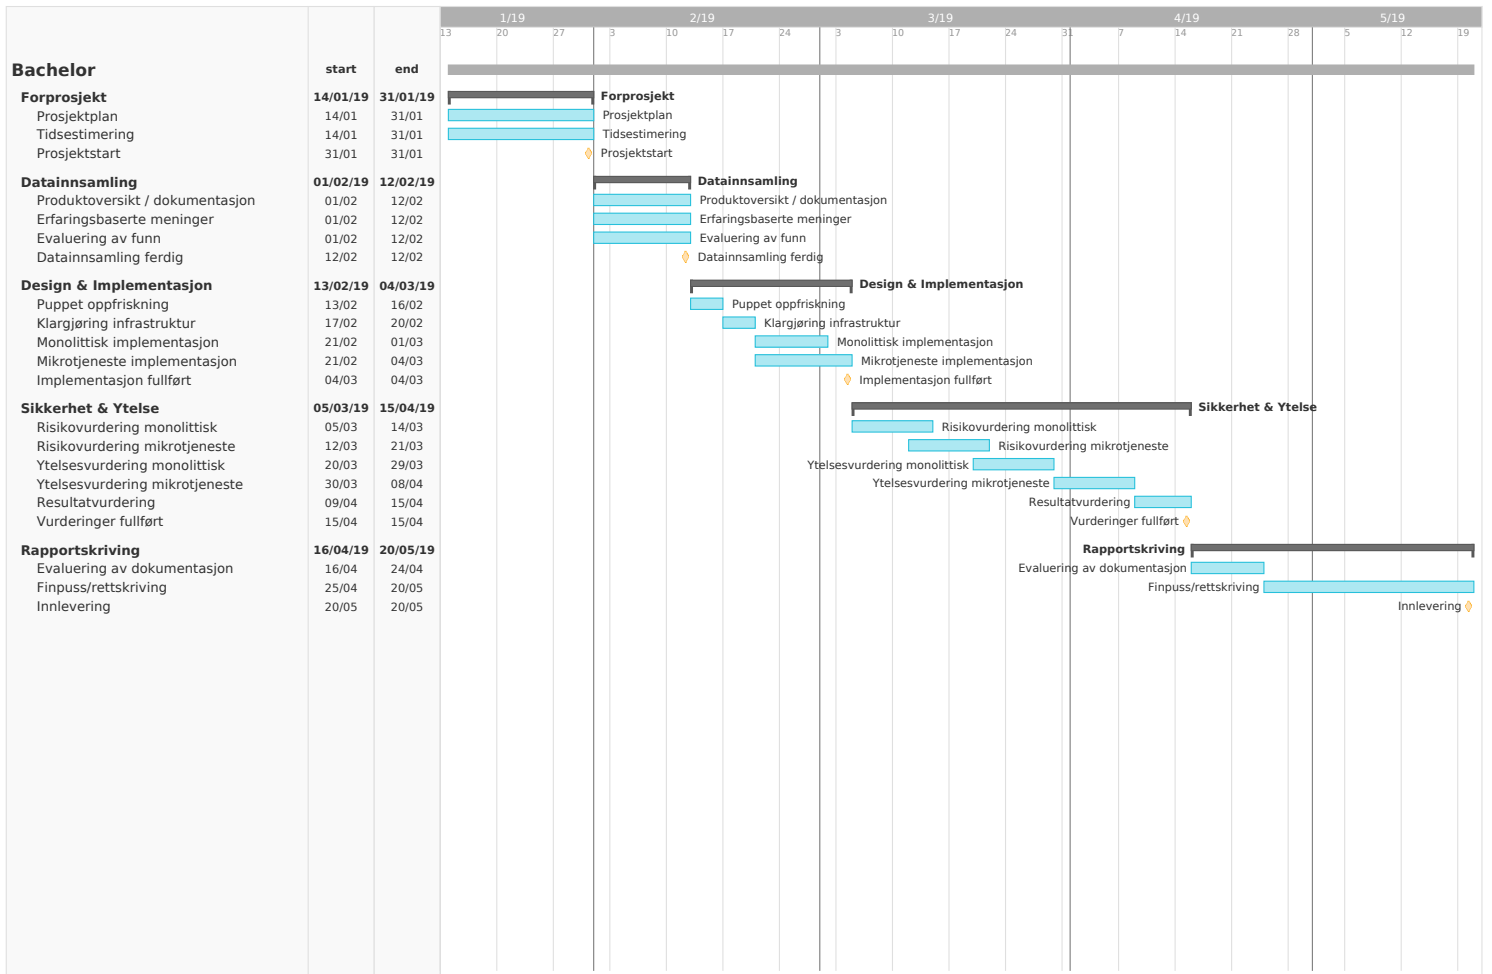 1/19 2/19 3/19 4/19 5/19
13 20 27 3 10 17 24 3 10 17 24 31 7 14 21 28 5 12 19
Bachelor start end
Forprosjekt 14/01/19 31/01/19 Forprosjekt
Prosjektplan 14/01 31/01 Prosjektplan
Tidsestimering 14/01 31/01 Tidsestimering
Prosjektstart 31/01 31/01 Prosjektstart
Datainnsamling 01/02/19 12/02/19 Datainnsamling
Produktoversikt / dokumentasjon 01/02 12/02 Produktoversikt / dokumentasjon
Erfaringsbaserte meninger 01/02 12/02 Erfaringsbaserte meninger
Evaluering av funn 01/02 12/02 Evaluering av funn
Datainnsamling ferdig 12/02 12/02 Datainnsamling ferdig
Design & Implementasjon 13/02/19 04/03/19 Design & Implementasjon
Puppet oppfriskning 13/02 16/02 Puppet oppfriskning
Klargjøring infrastruktur 17/02 20/02 Klargjøring infrastruktur
Monolittisk implementasjon 21/02 01/03 Monolittisk implementasjon
Mikrotjeneste implementasjon 21/02 04/03 Mikrotjeneste implementasjon
Implementasjon fullført 04/03 04/03 Implementasjon fullført
Sikkerhet & Ytelse 05/03/19 15/04/19 Sikkerhet & Ytelse
Risikovurdering monolittisk 05/03 14/03 Risikovurdering monolittisk
Risikovurdering mikrotjeneste 12/03 21/03 Risikovurdering mikrotjeneste
Ytelsesvurdering monolittisk 20/03 29/03 Ytelsesvurdering monolittisk
Ytelsesvurdering mikrotjeneste 30/03 08/04 Ytelsesvurdering mikrotjeneste
Resultatvurdering 09/04 15/04 Resultatvurdering
Vurderinger fullført 15/04 15/04 Vurderinger fullført
Rapportskriving 16/04/19 20/05/19 Rapportskriving
Evaluering av dokumentasjon 16/04 24/04 Evaluering av dokumentasjon
Finpuss/rettskriving 25/04 20/05 Finpuss/rettskriving
Innlevering 20/05 20/05 Innlevering